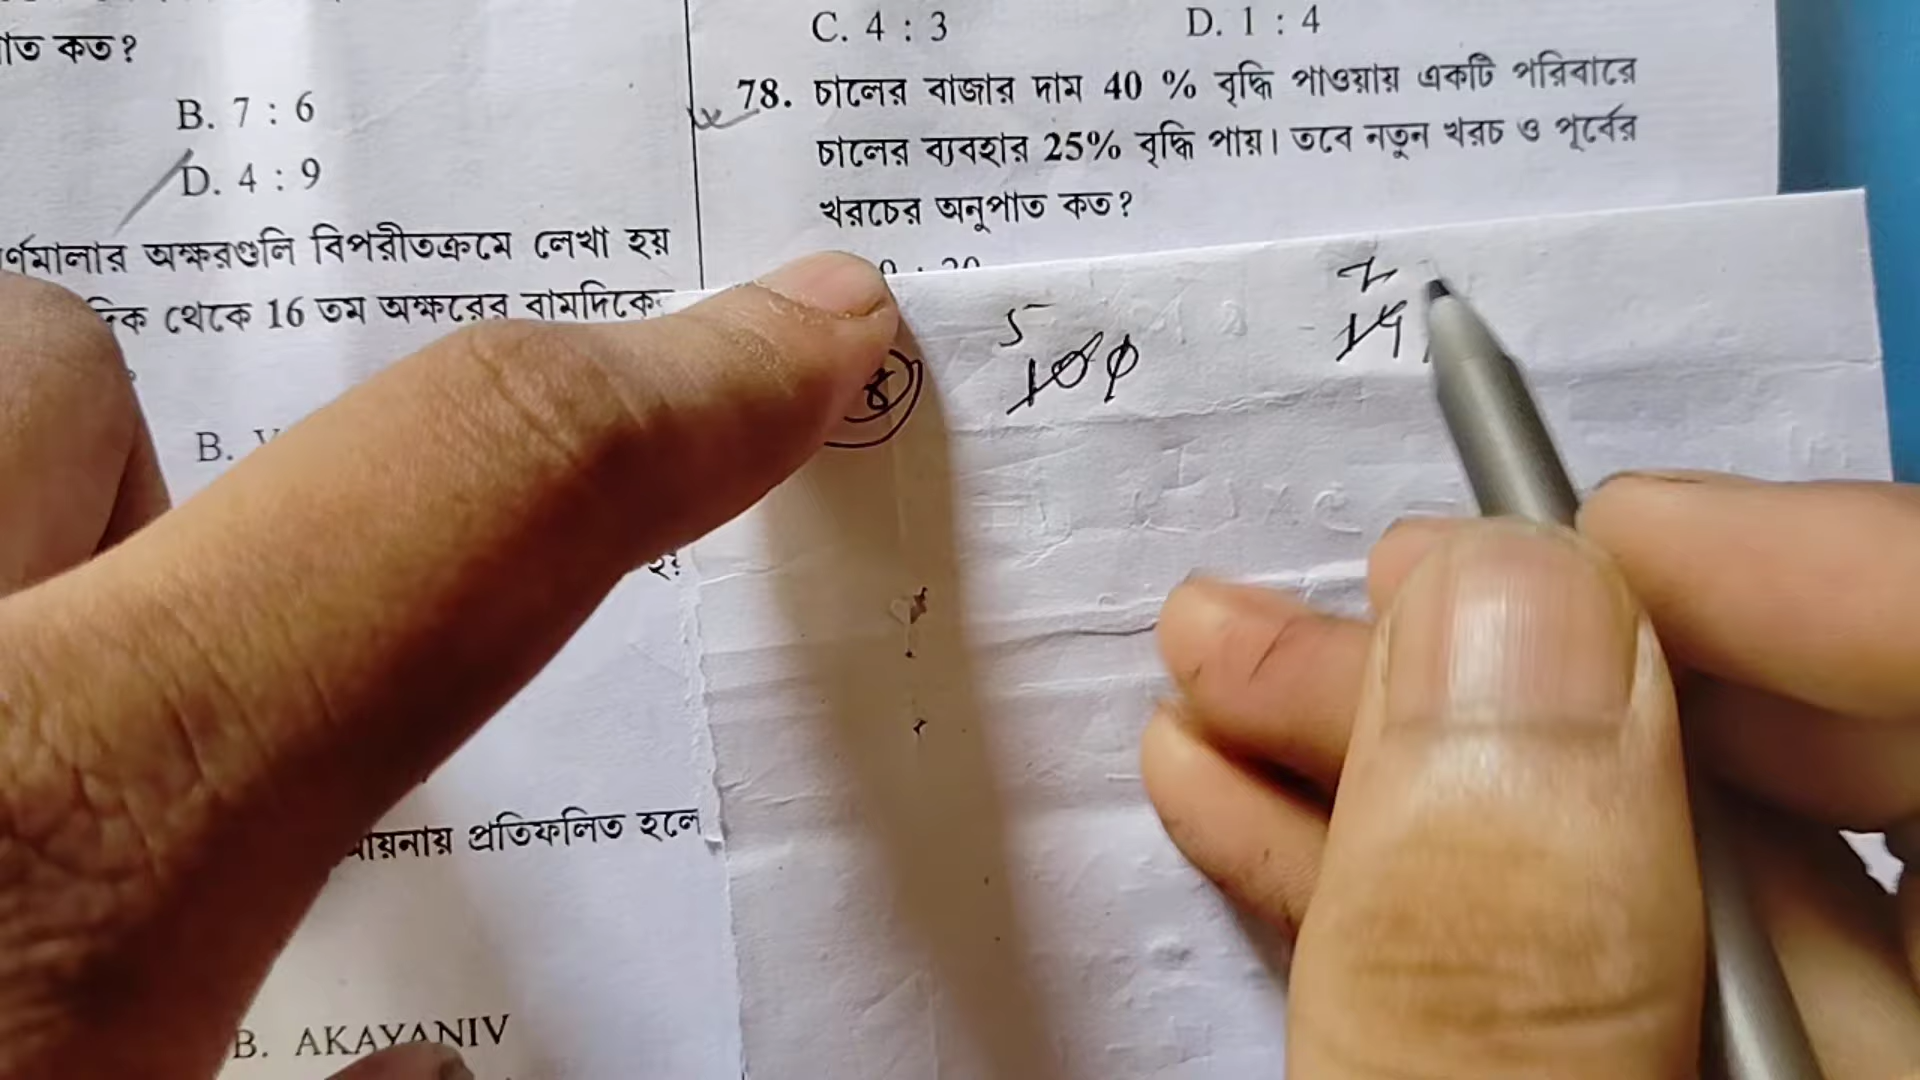 কত?
B. 7 : 6
D. 4 : 9
অক্ষরগুলি বিপরীতক্রমে লেখা হয়
থেকে 16 তম অক্ষরের বামদিকে
B.
প্রতিফলিত হলে
B. AKAYANIV
C. 4 : 3
D. 1 : 4
78. চালের বাজার দাম 40 % বৃদ্ধি পাওয়ায় একটি পরিবারে
চালের ব্যবহার 25% বৃদ্ধি পায়। তবে নতুন খরচ ও পূর্বের
খরচের অনুপাত কত?
5
100
7
14